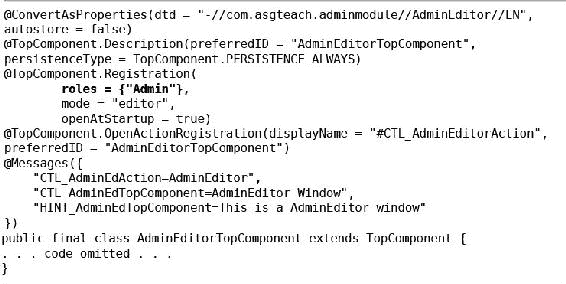 @ConvertAsProperties(dtd = "-//com.asgteach.adminmodule//AdminEditor//EN",
autostore = false)
@TopComponent.Description(preferredID = "AdminEditorTopComponent",
persistenceType = TopComponent.PERSISTENCE_ALWAYS)
@TopComponent.Registration(
        roles = {"Admin"},
        mode = "editor",
        openAtStartup = true)
@TopComponent.OpenActionRegistration(displayName = "#CTL_AdminEditorAction",
preferredID = "AdminEditorTopComponent")
@Messages({
    "CTL_AdminEdAction=AdminEditor",
    "CTL_AdminEdTopComponent=AdminEditor Window",
    "HINT_AdminEdTopComponent=This is a AdminEditor window"
})
public final class AdminEditorTopComponent extends TopComponent {
. . . code omitted . . .
}